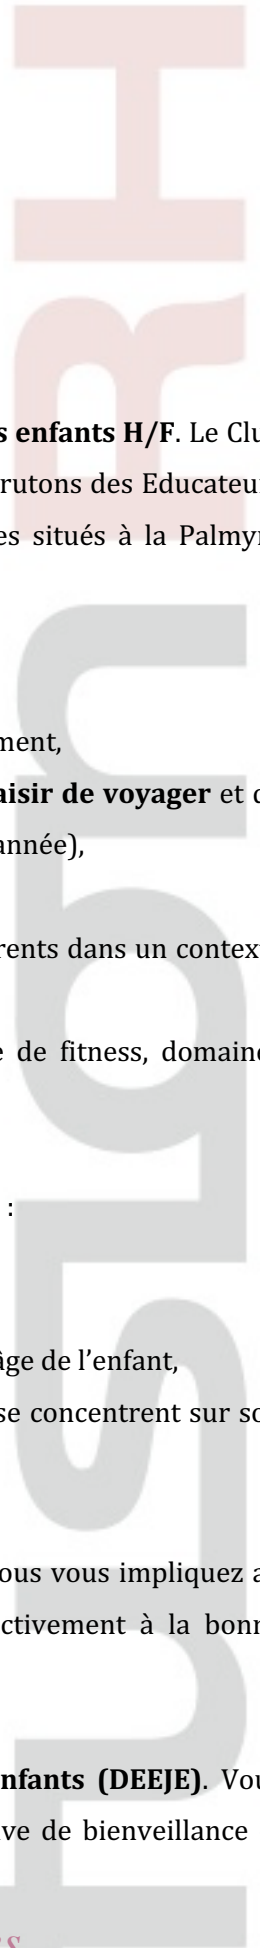 s enfants H/F. Le Clu
rutons des Educateu
es situés à la Palmy
ment,
aisir de voyager et d
année),
rents dans un contex
e de fitness, domain
:
âge de l'enfant,
se concentrent sur so
ous vous impliquez a
ctivement à la bonn
nfants (DEEJE). Vou
ve de bienveillance